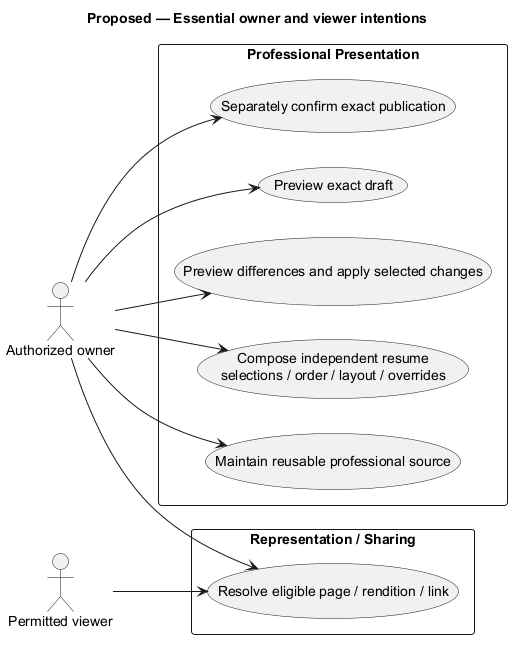 Proposed — Essential owner and viewer intentions
Professional Presentation
Separately confirm exact publication
Preview exact draft
Preview differences and apply selected changes
Authorized owner
Compose independent resume
selections / order / layout / overrides
Maintain reusable professional source
Representation / Sharing
Resolve eligible page / rendition / link
Permitted viewer